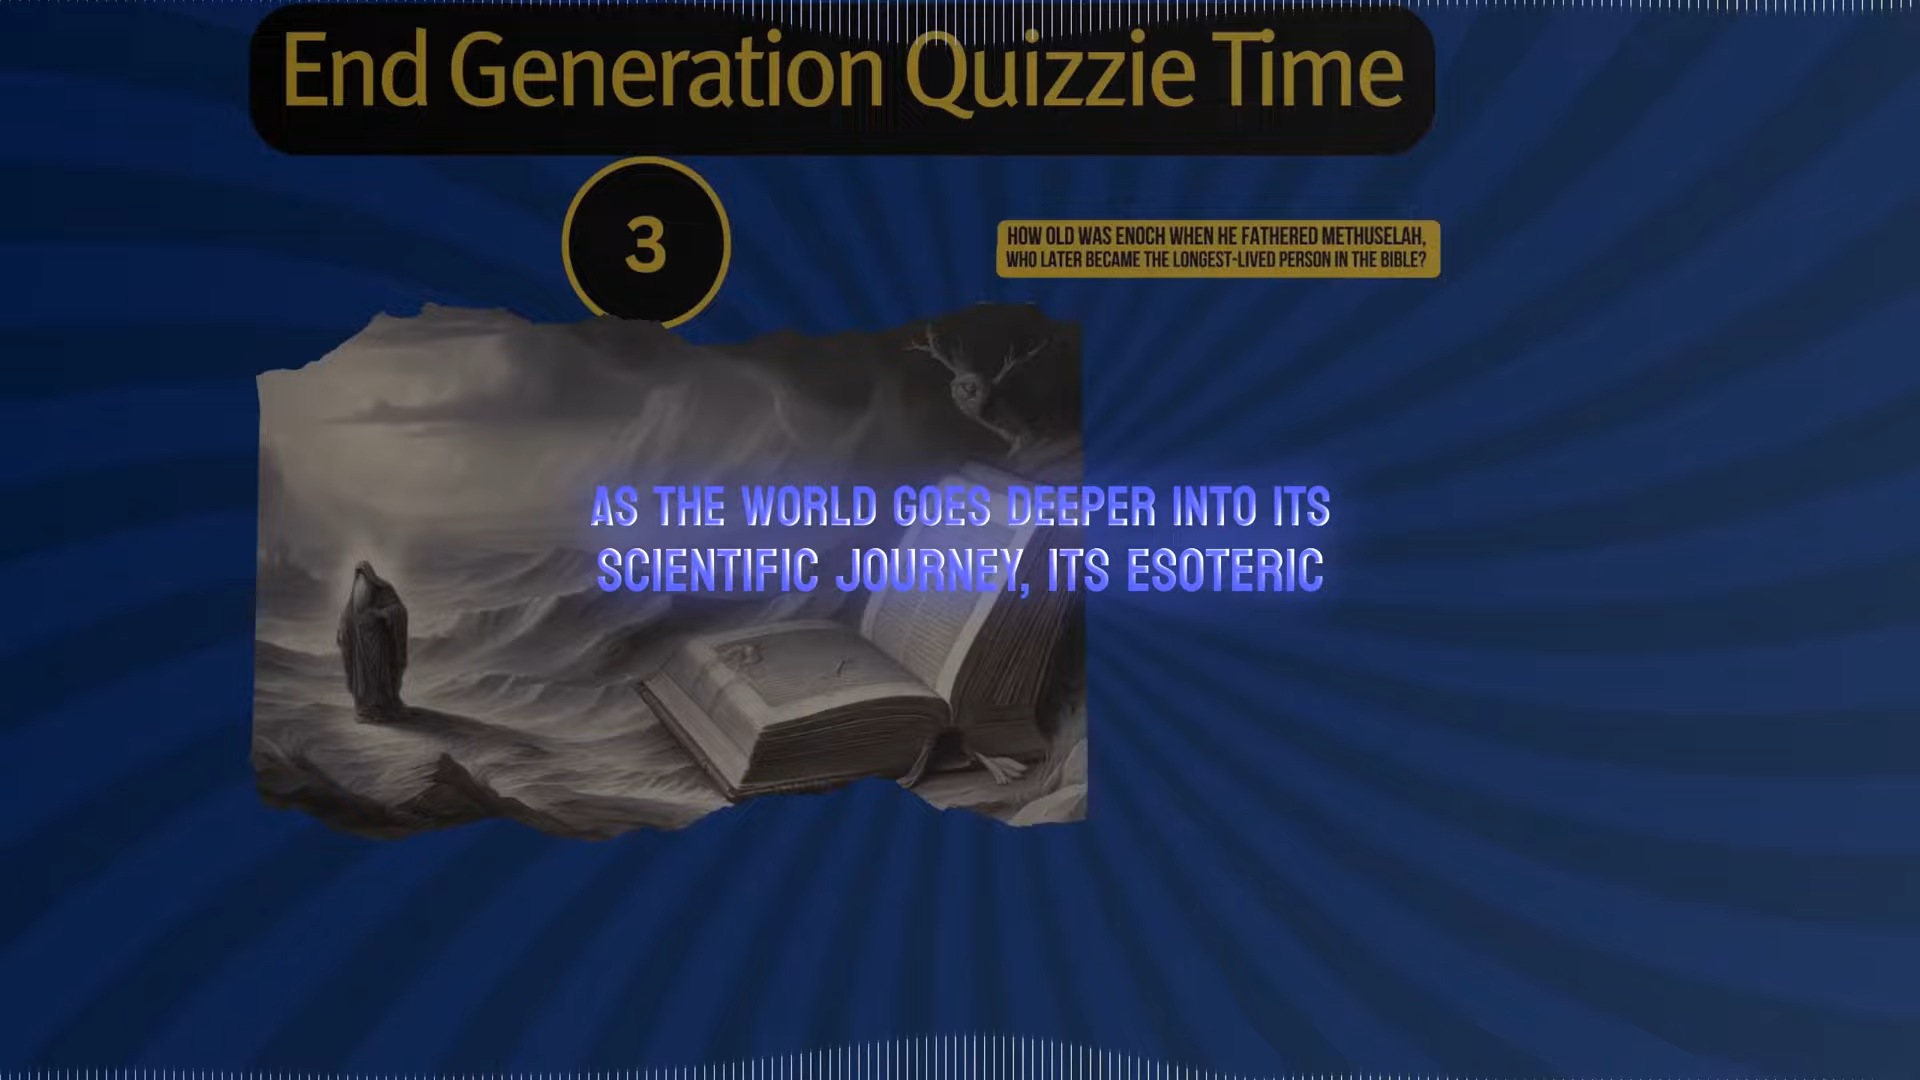 End Generation Quizzie Time
3
HOW OLD WAS ENOCH WHEN HE FATHERED METHUSELAH,
WHO LATER BECAME THE LONGEST-LIVED PERSON IN THE BIBLE?
AS THE WORLD GOES DEEPER INTO ITS
SCIENTIFIC JOURNEY, ITS ESOTERIC